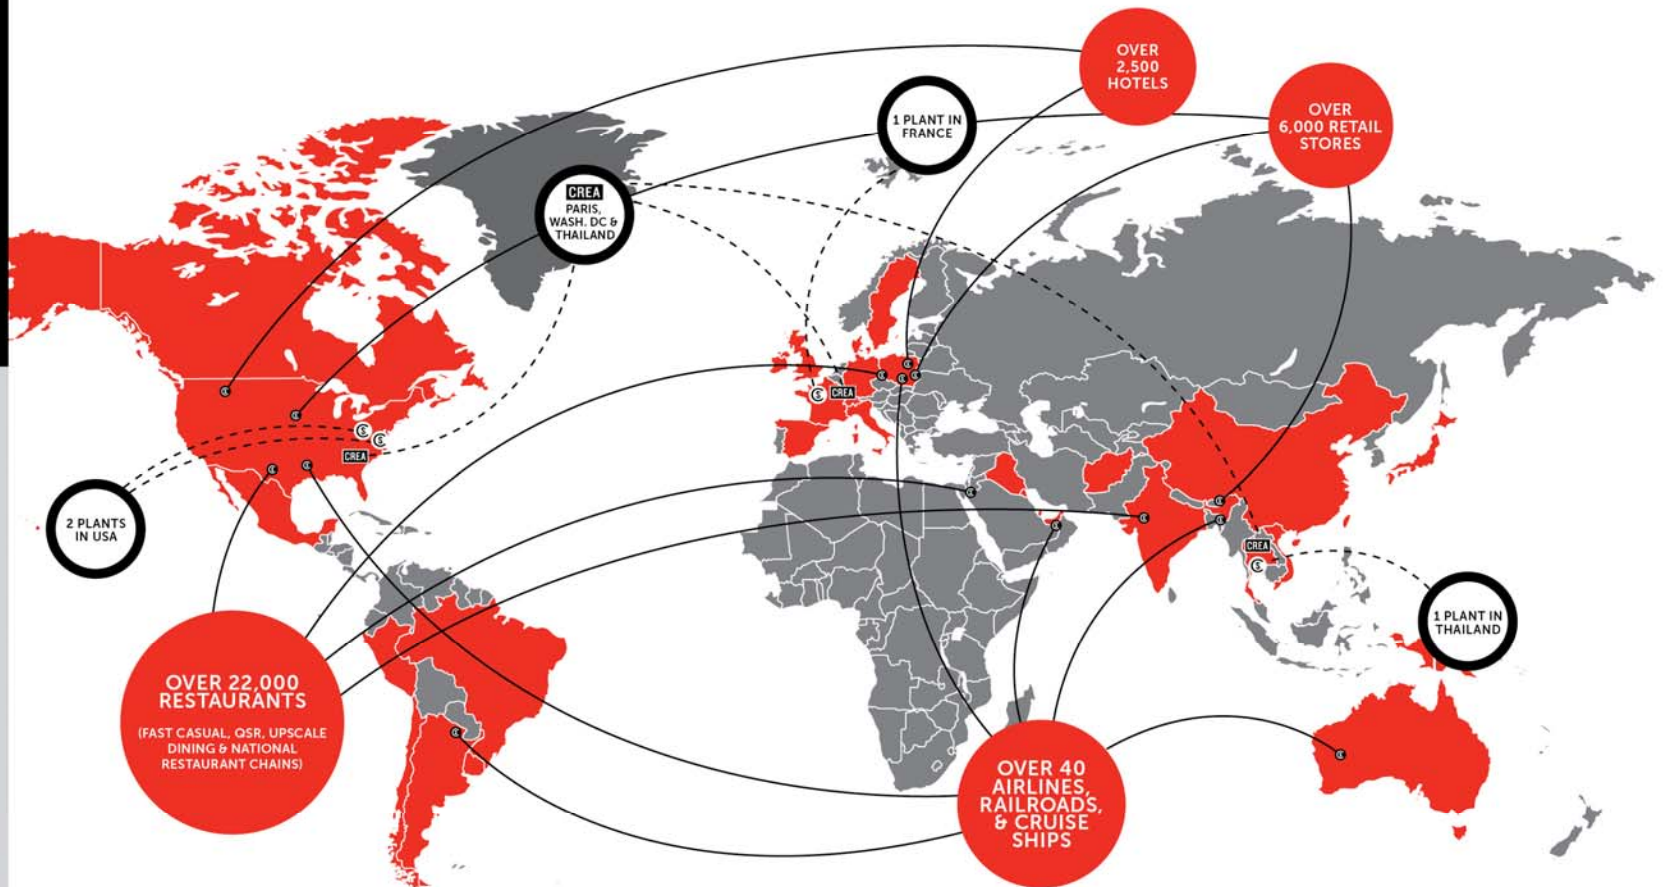 OVER
2,500
HOTELS
1 PLANT IN
FRANCE
OVER
6,000 RETAIL
STORES
CREA
PARIS,
WASH. DC &
THAILAND
CREA
CREA
2 PLANTS
IN USA
CREA
1 PLANT IN
THAILAND
OVER 22,000
RESTAURANTS
(FAST CASUAL, QSR, UPSCALE
DINING & NATIONAL
RESTAURANT CHAINS)
OVER 40
AIRLINES,
RAILROADS,
& CRUISE
SHIPS